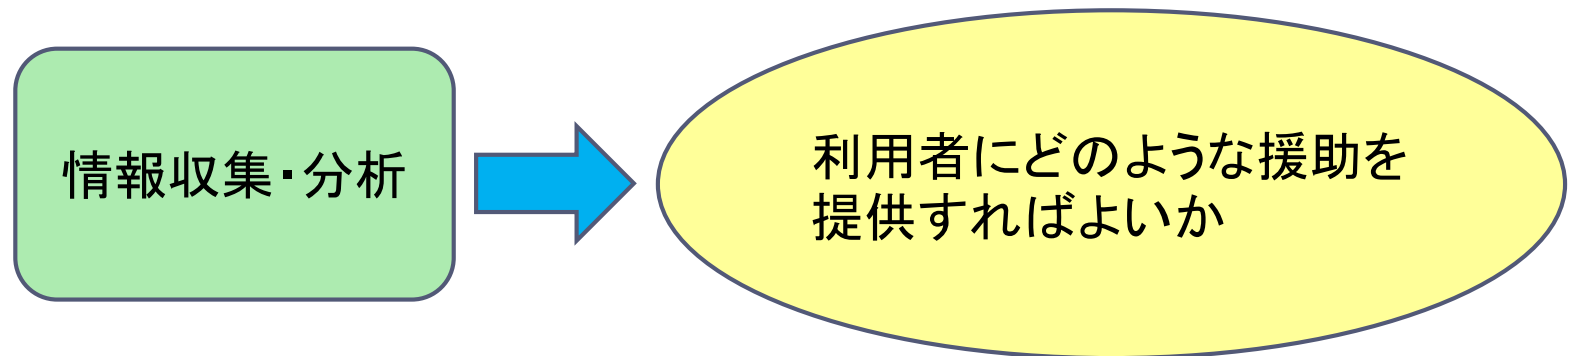 情報収集・分析
利用者にどのような援助を
提供すればよいか